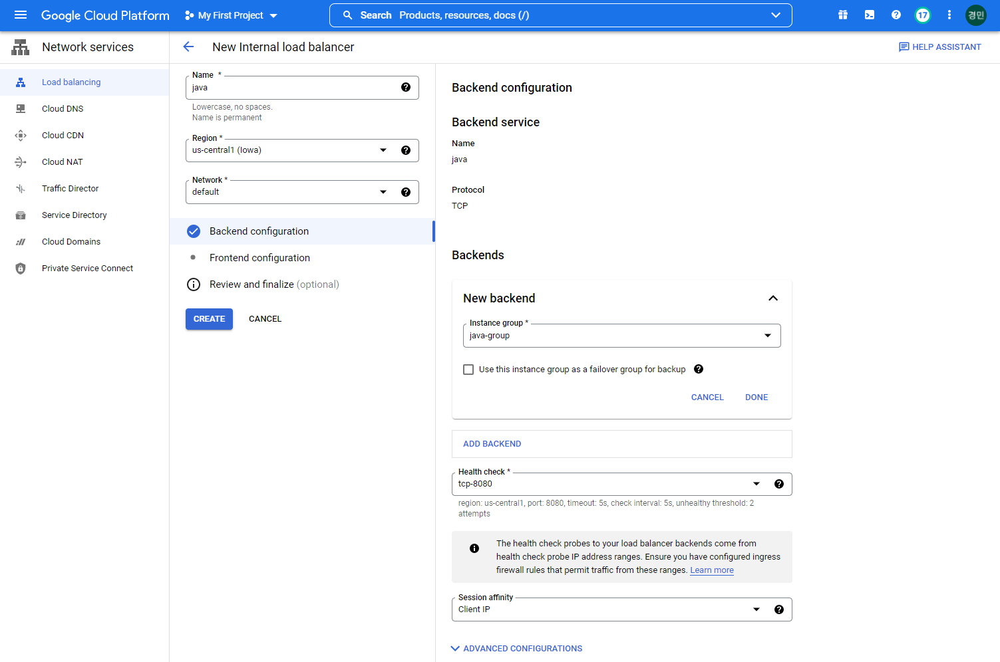 Google Cloud Platform
My First Project
Search Products, resources, docs (/)
17
경민
Network services
New Internal load balancer
HELP ASSISTANT
Load balancing
Cloud DNS
Cloud CDN
Cloud NAT
Traffic Director
Service Directory
Cloud Domains
Private Service Connect
Name *
java
Lowercase, no spaces.
Name is permanent
Region *
us-central1 (Iowa)
Network *
default
Backend configuration
Frontend configuration
Review and finalize (optional)
CREATE
CANCEL
Backend configuration
Backend service
Name
java
Protocol
TCP
Backends
New backend
Instance group *
java-group
Use this instance group as a failover group for backup
CANCEL
DONE
ADD BACKEND
Health check *
tcp-8080
region: us-central1, port: 8080, timeout: 5s, check interval: 5s, unhealthy threshold: 2
attempts
The health check probes to your load balancer backends come from
health check probe IP address ranges. Ensure you have configured ingress
firewall rules that permit traffic from these ranges. Learn more
Session affinity
Client IP
ADVANCED CONFIGURATIONS